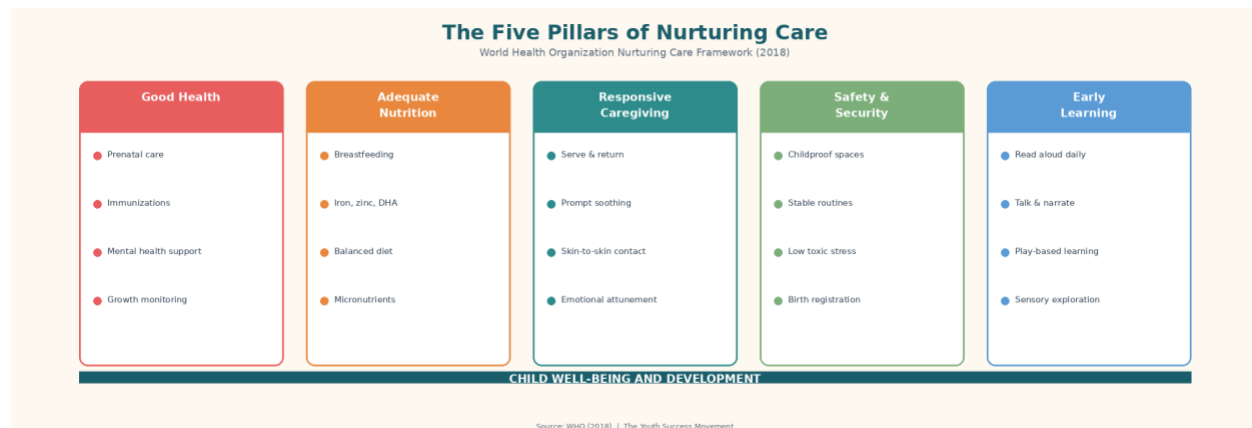 The Five Pillars of Nurturing Care
World Health Organization Nurturing Care Framework (2018)
Good Health
Prenatal care
Immunizations
Mental health support
Growth monitoring
Adequate
Nutrition
Breastfeeding
Iron, zinc, DHA
Balanced diet
Micronutrients
Responsive
Caregiving
Serve & return
Prompt soothing
Skin-to-skin contact
Emotional attunement
Safety &
Security
Childproof spaces
Stable routines
Low toxic stress
Birth registration
Early
Learning
Read aloud daily
Talk & narrate
Play-based learning
Sensory exploration
CHILD WELL-BEING AND DEVELOPMENT
Source: WHO (2018) | The Youth Success Movement